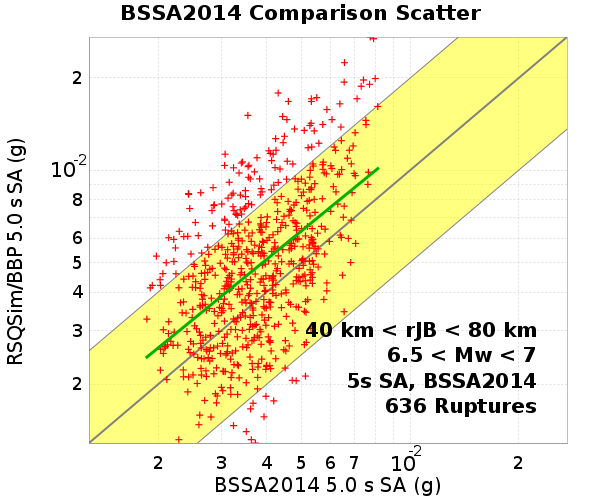 BSSA2014 Comparison Scatter
RSQSim/BBP 5.0 s SA (g)
2
10-2
8
6
5
4
3
2
40 km < rJB < 80 km
6.5 < Mw < 7
5s SA, BSSA2014
636 Ruptures
2 3 4 5 6 7 10-2 2
BSSA2014 5.0 s SA (g)